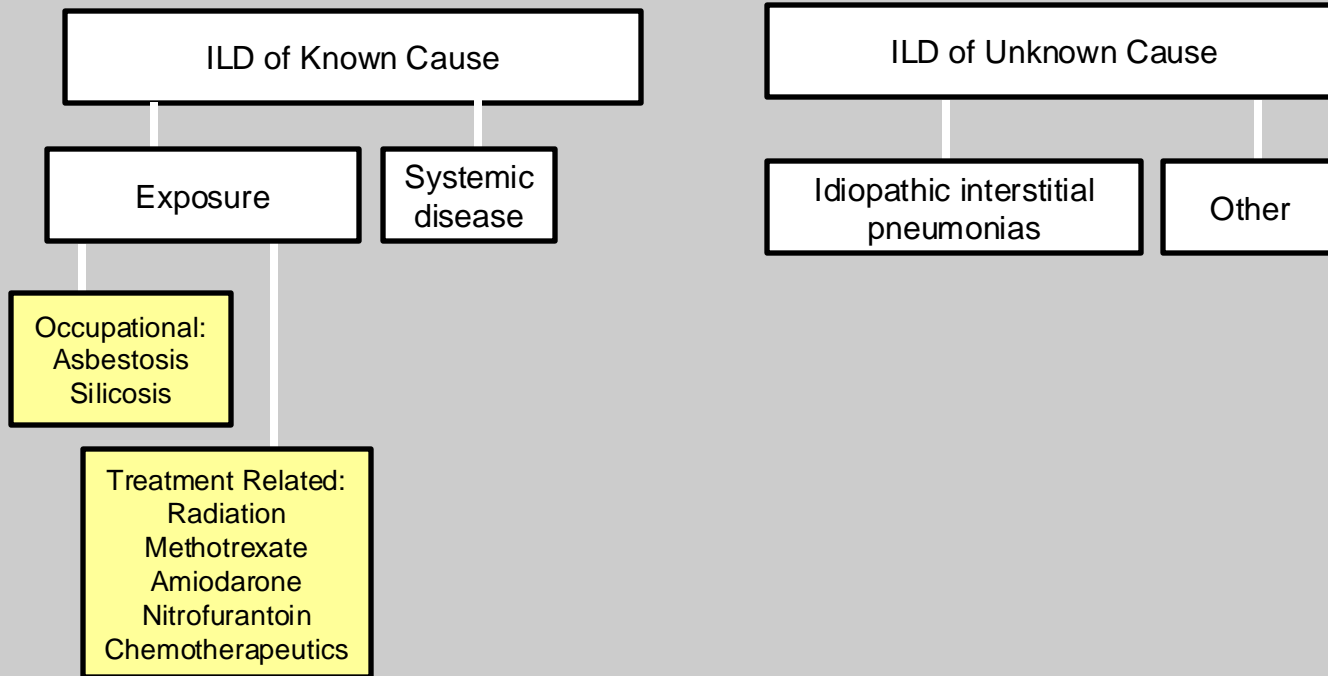 ILD of Known Cause
ILD of Unknown Cause
Exposure
Systemic
disease
Idiopathic interstitial
pneumonias
Other
Occupational:
Asbestosis
Silicosis
Treatment Related:
Radiation
Methotrexate
Amiodarone
Nitrofurantoin
Chemotherapeutics